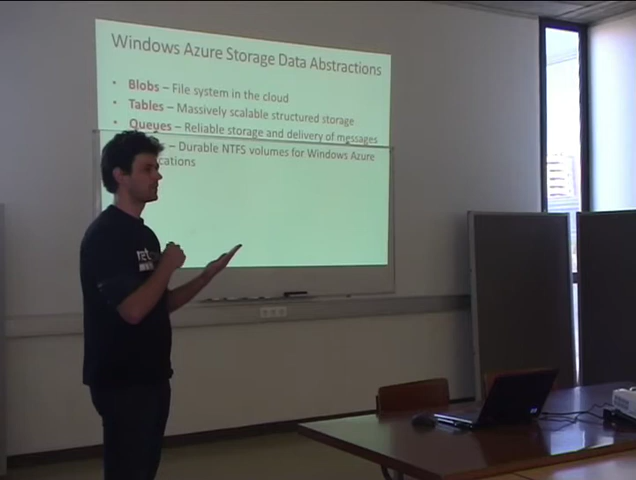 Windows Azure Storage Data Abstractions
• Blobs – File system in the cloud
• Tables – Massively scalable structured storage
• Queues – Reliable storage and delivery of messages
– Durable NTFS volumes for Windows Azure